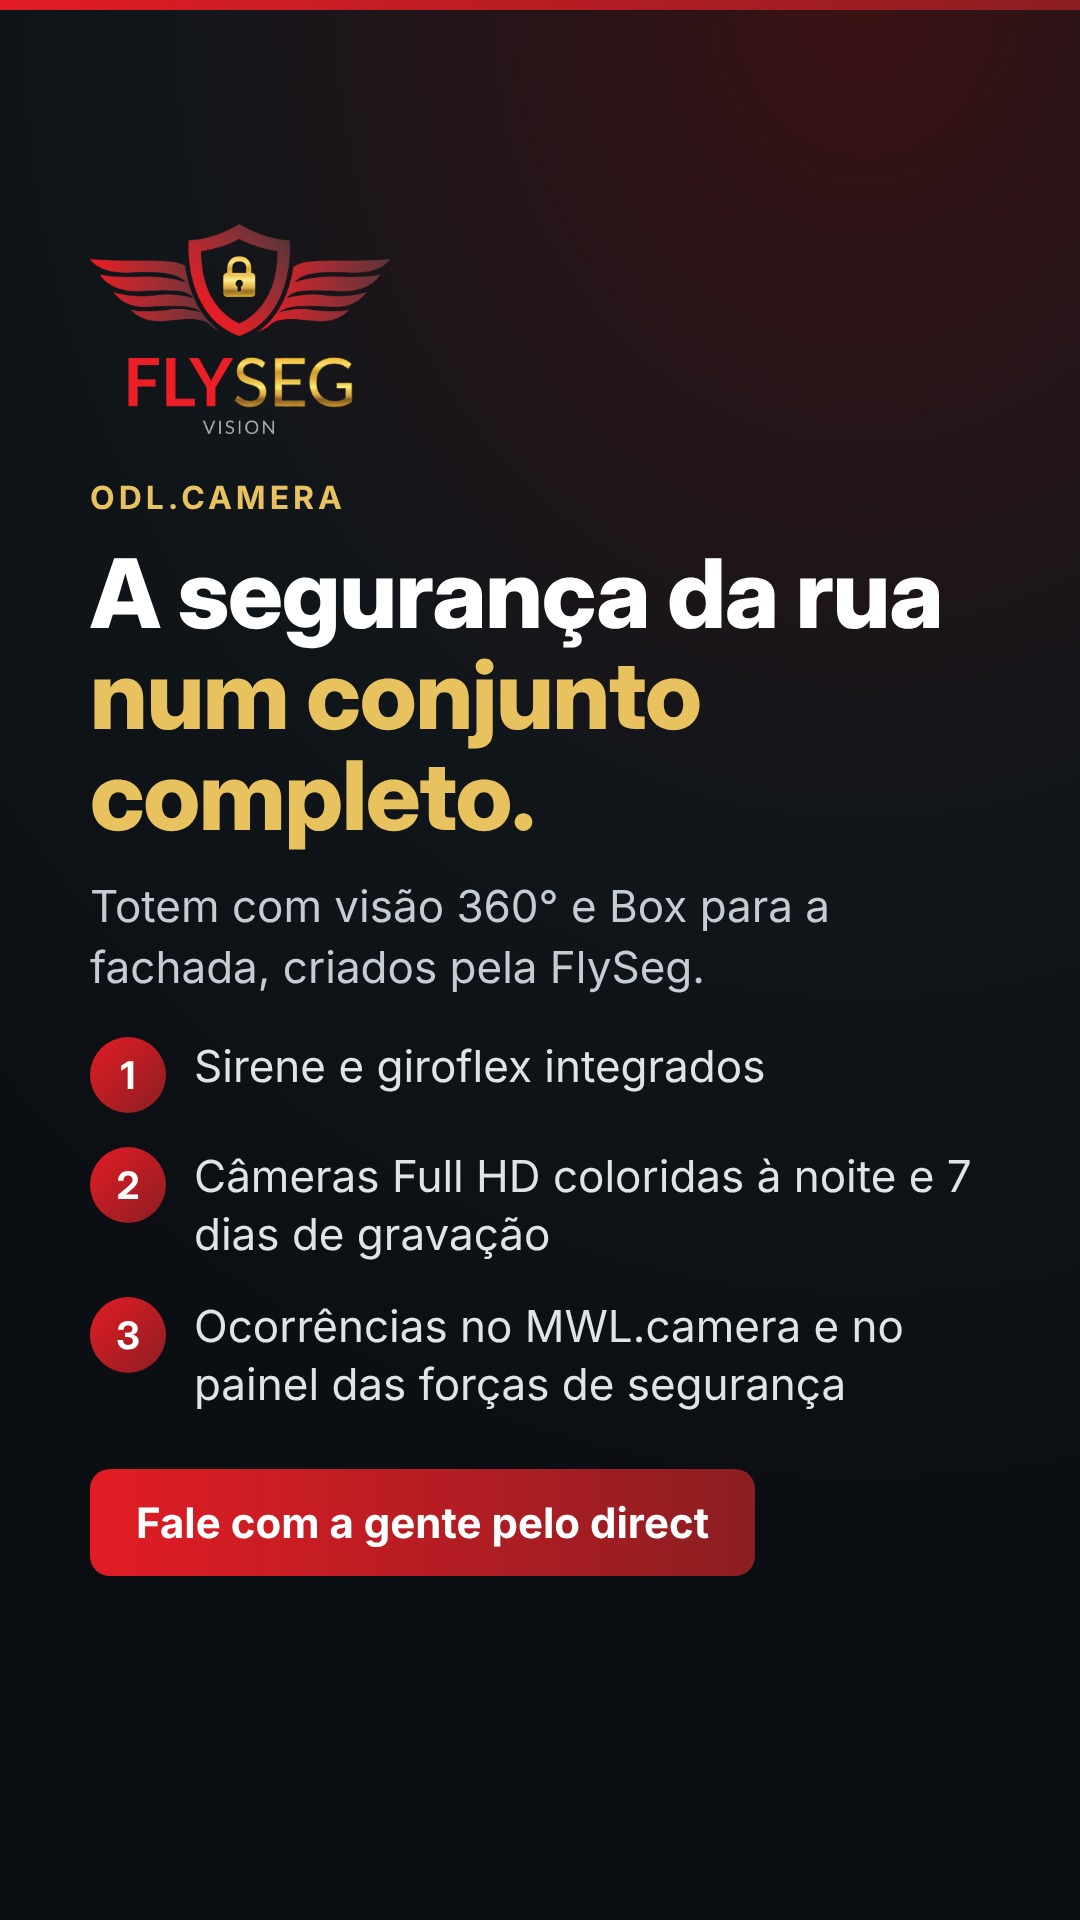 FLYSEG
VISION
ODL.CAMERA
A segurança da rua
num conjunto
completo.
Totem com visão 360° e Box para a
fachada, criados pela FlySeg.
1 Sirene e giroflex integrados
2 Câmeras Full HD coloridas à noite e 7
dias de gravação
3 Ocorrências no MWL.camera e no
painel das forças de segurança
Fale com a gente pelo direct